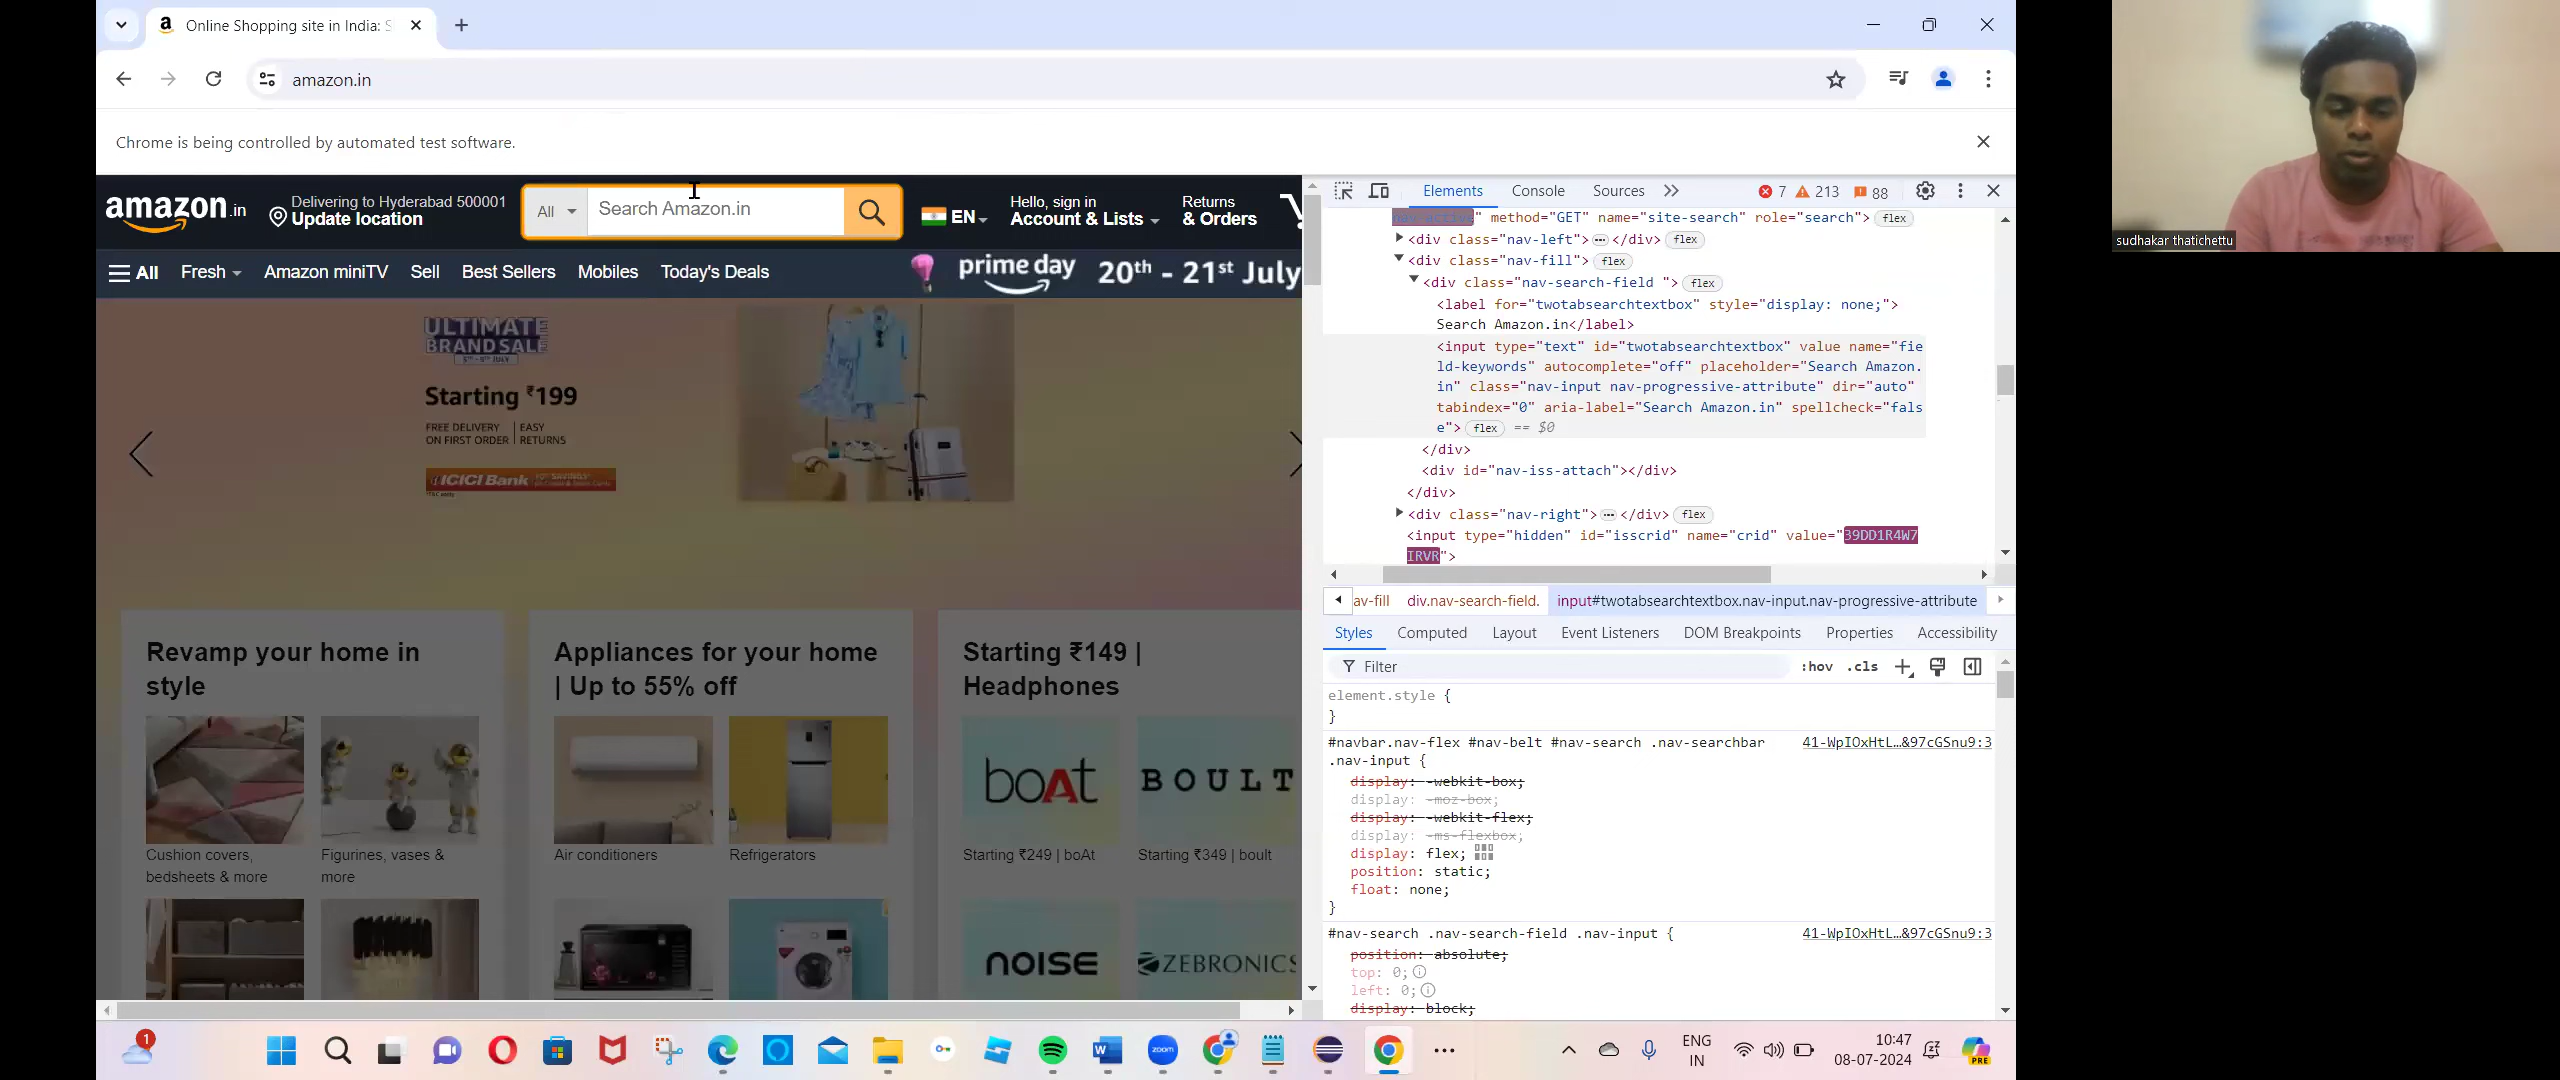 Online Shopping site in India: S
amazon.in
Chrome is being controlled by automated test software.
amazon.in
Delivering to Hyderabad 500001
Update location
All
Search Amazon.in
EN
Hello, sign in
Account & Lists
Returns
& Orders
All
Fresh
Amazon miniTV
Sell
Best Sellers
Mobiles
Today's Deals
prime day
20th - 21st July
ULTIMATE
BRAND SALE
Starting ₹199
FREE DELIVERY
ON FIRST ORDER
EASY
RETURNS
ICICI Bank
Revamp your home in
style
Cushion covers,
bedsheets & more
Figurines, vases &
more
Appliances for your home
| Up to 55% off
Air conditioners
Refrigerators
Starting ₹149 |
Headphones
boAt
BOULT
Starting ₹249 | boAt
Starting ₹349 | boult
NOISE
ZEBRONICS
Elements
Console
Sources
7
213
88
nav-active" method="GET" name="site-search" role="search"> flex
<div class="nav-left"> </div> flex
<div class="nav-fill"> flex
<div class="nav-search-field "> flex
<label for="twotabsearchtextbox" style="display: none;">
Search Amazon.in</label>
<input type="text" id="twotabsearchtextbox" value name="fie
ld-keywords" autocomplete="off" placeholder="Search Amazon.
in" class="nav-input nav-progressive-attribute" dir="auto"
tabindex="0" aria-label="Search Amazon.in" spellcheck="fals
e"> flex == $0
</div>
<div id="nav-iss-attach"></div>
</div>
<div class="nav-right"> </div> flex
<input type="hidden" id="isscrid" name="crid" value="39DD1R4W7
IRVR">
av-fill
div.nav-search-field.
input#twotabsearchtextbox.nav-input.nav-progressive-attribute
Styles
Computed
Layout
Event Listeners
DOM Breakpoints
Properties
Accessibility
Filter
:hov
.cls
element.style {
}
#navbar.nav-flex #nav-belt #nav-search .nav-searchbar
.nav-input {
41-WpIOxHtL…&97cGSnu9:3
display: -webkit-box;
display: -moz-box;
display: -webkit-flex;
display: -ms-flexbox;
display: flex;
position: static;
float: none;
}
#nav-search .nav-search-field .nav-input {
41-WpIOxHtL…&97cGSnu9:3
position: absolute;
top: 0;
left: 0;
display: block;
sudhakar thatichettu
1
zoom
ENG
IN
10:47
08-07-2024
PRE